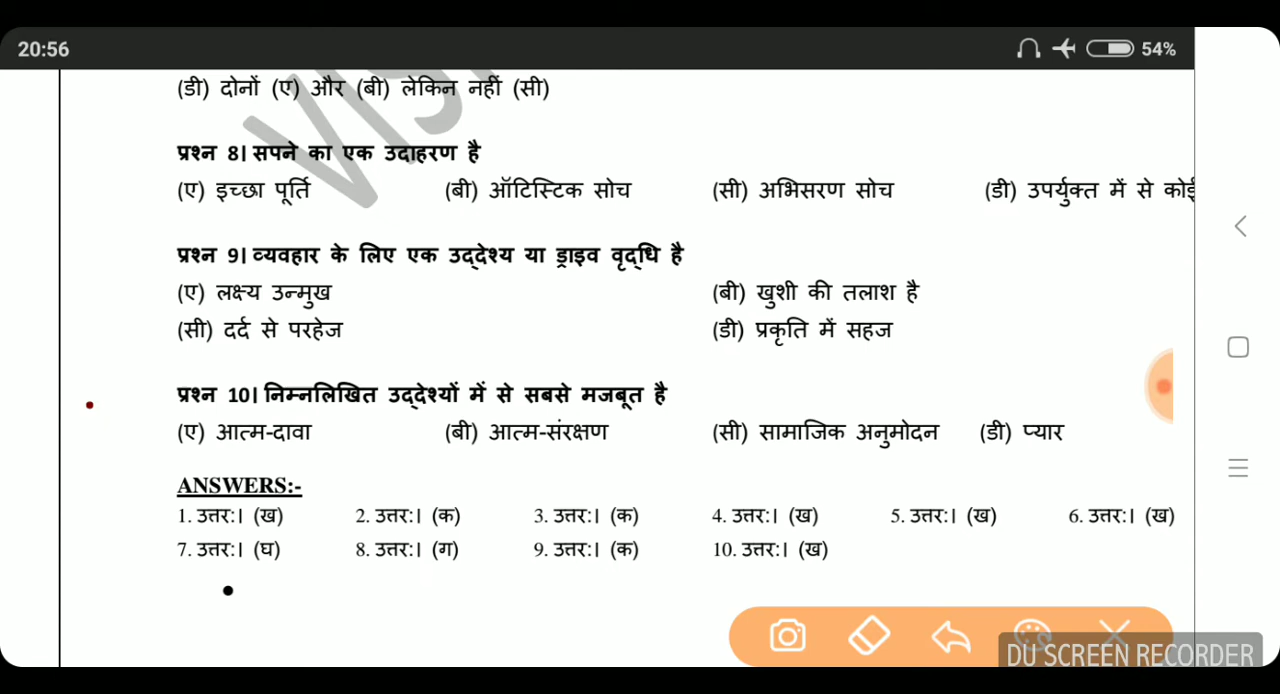 20:56 54%
(डी) दोनों (ए) और (बी) लेकिन नहीं (सी)
प्रश्न 8। सपने का एक उदाहरण है
(ए) इच्छा पूर्ति (बी) ऑटिस्टिक सोच (सी) अभिसरण सोच (डी) उपर्युक्त में से कोई
प्रश्न 9। व्यवहार के लिए एक उद्देश्य या ड्राइव वृद्धि है
(ए) लक्ष्य उन्मुख (बी) खुशी की तलाश है
(सी) दर्द से परहेज (डी) प्रकृति में सहज
प्रश्न 10। निम्नलिखित उद्देश्यों में से सबसे मजबूत है
(ए) आत्म-दावा (बी) आत्म-संरक्षण (सी) सामाजिक अनुमोदन (डी) प्यार
ANSWERS:-
1. उत्तर:। (ख) 2. उत्तर:। (क) 3. उत्तर:। (क) 4. उत्तर:। (ख) 5. उत्तर:। (ख) 6. उत्तर:। (ख)
7. उत्तर:। (घ) 8. उत्तर:। (ग) 9. उत्तर:। (क) 10. उत्तर:। (ख)
DU SCREEN RECORDER